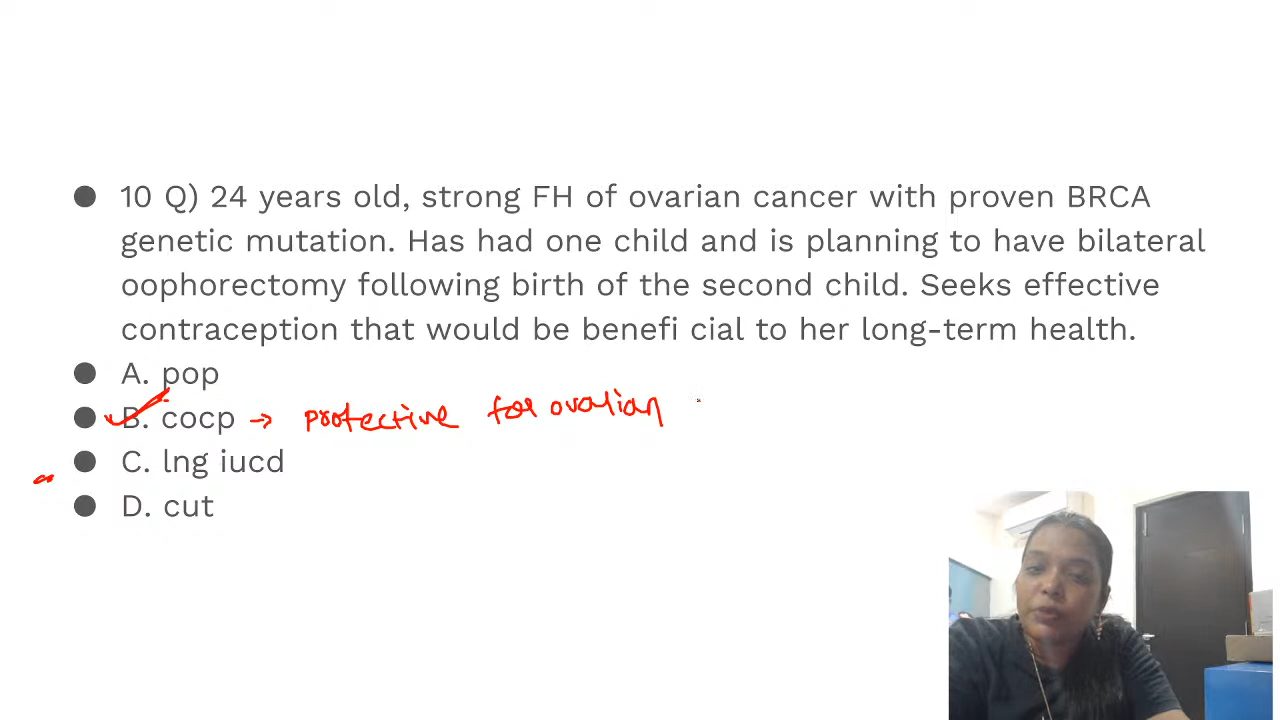 ● 10 Q) 24 years old, strong FH of ovarian cancer with proven BRCA
genetic mutation. Has had one child and is planning to have bilateral
oophorectomy following birth of the second child. Seeks effective
contraception that would be benefi cial to her long-term health.
● A. pop
● B. cocp → protective for ovarian
● C. lng iucd
● D. cut